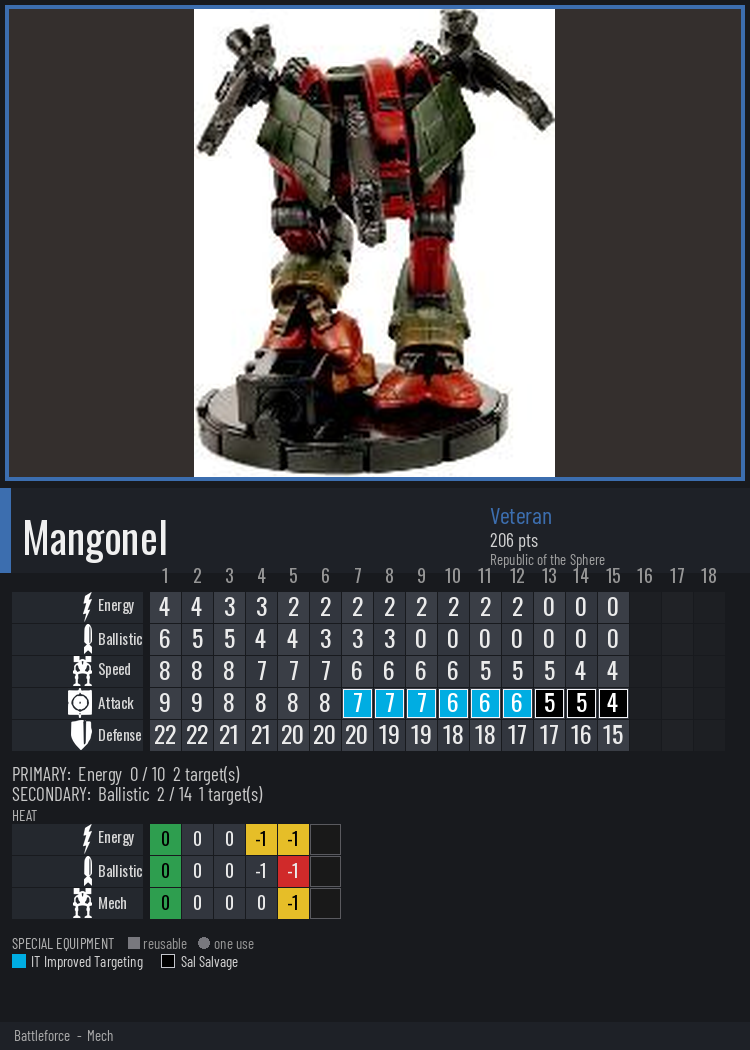 Mangonel
Veteran
206 pts
Republic of the Sphere
1 2 3 4 5 6 7 8 9 10 11 12 13 14 15 16 17 18
Energy 4 4 3 3 2 2 2 2 2 2 2 2 0 0 0
Ballistic 6 5 5 4 4 3 3 3 0 0 0 0 0 0 0
Speed 8 8 8 7 7 7 6 6 6 6 5 5 5 4 4
Attack 9 9 8 8 8 8 7 7 7 6 6 6 5 5 4
Defense 22 22 21 21 20 20 20 19 19 18 18 17 17 16 15
PRIMARY: Energy 0 / 10 2 target(s)
SECONDARY: Ballistic 2 / 14 1 target(s)
HEAT
Energy 0 0 0 -1 -1
Ballistic 0 0 0 -1 -1
Mech 0 0 0 0 -1
SPECIAL EQUIPMENT reusable one use
IT Improved Targeting Sal Salvage
Battleforce - Mech